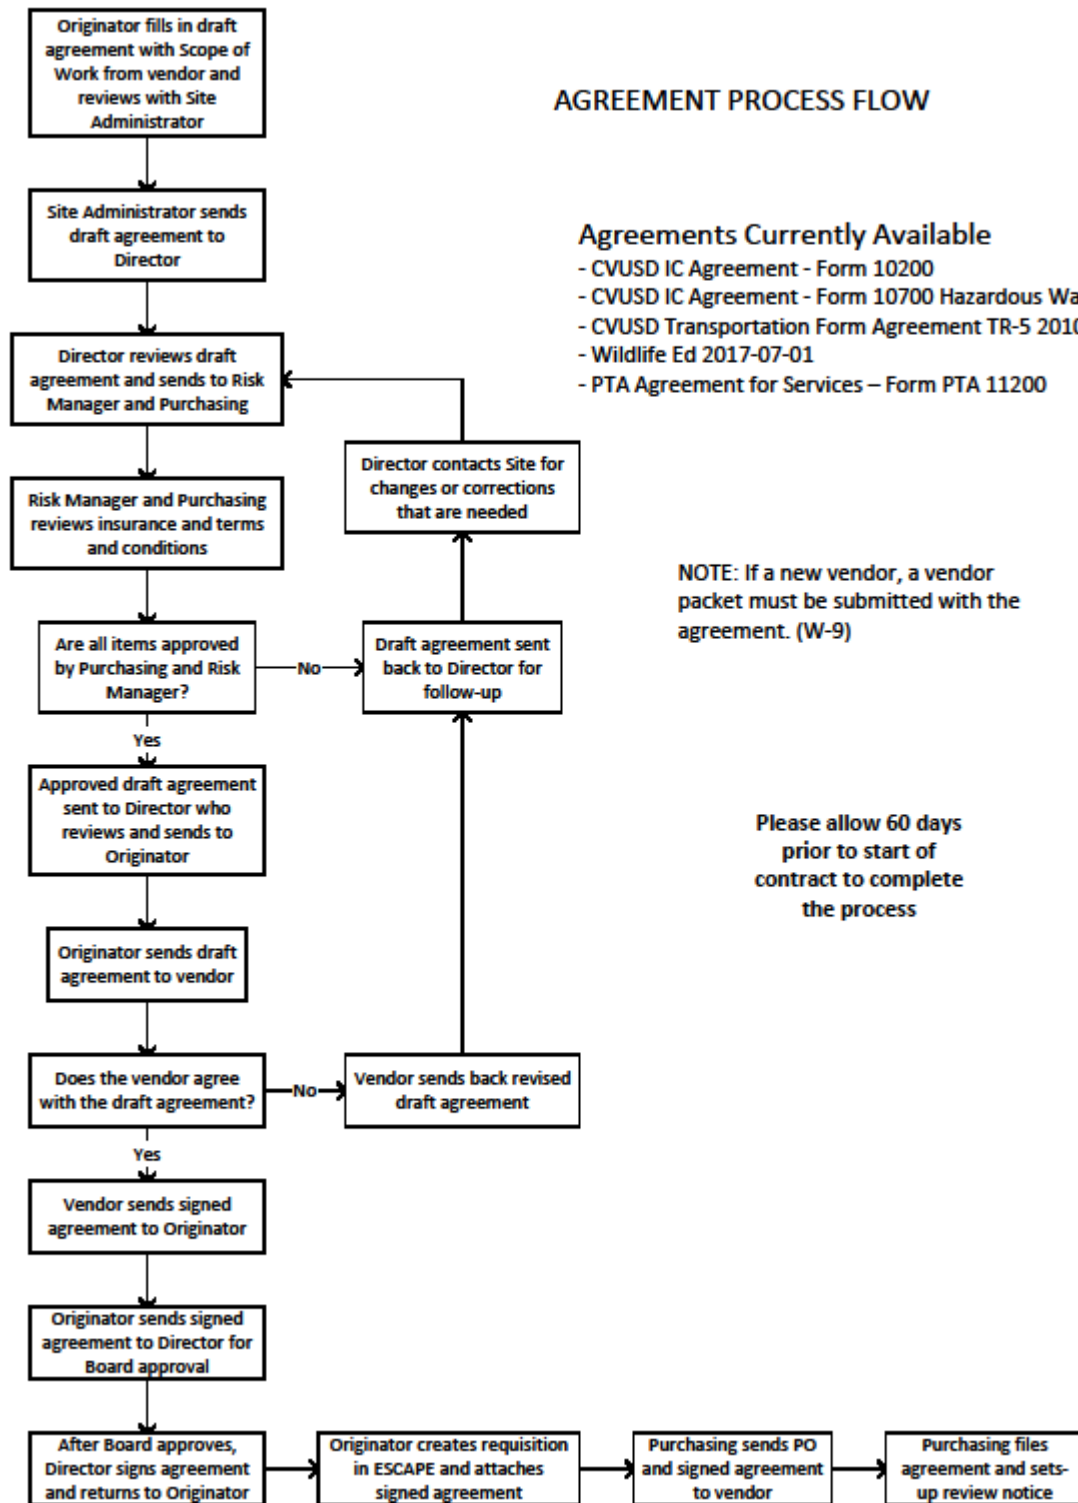 Originator fills in draft
agreement with Scope of
Work from vendor and
reviews with Site
Administrator
AGREEMENT PROCESS FLOW
Site Administrator sends
draft agreement to
Director
Agreements Currently Available
- CVUSD IC Agreement - Form 10200
- CVUSD IC Agreement - Form 10700 Hazardous Wa
- CVUSD Transportation Form Agreement TR-5 2010
- Wildlife Ed 2017-07-01
- PTA Agreement for Services – Form PTA 11200
Director reviews draft
agreement and sends to Risk
Manager and Purchasing
Director contacts Site for
changes or corrections
that are needed
Risk Manager and Purchasing
reviews insurance and terms
and conditions
NOTE: If a new vendor, a vendor
packet must be submitted with the
agreement. (W-9)
Are all items approved
by Purchasing and Risk
Manager?
No
Draft agreement sent
back to Director for
follow-up
Yes
Approved draft agreement
sent to Director who
reviews and sends to
Originator
Please allow 60 days
prior to start of
contract to complete
the process
Originator sends draft
agreement to vendor
Does the vendor agree
with the draft agreement?
No
Vendor sends back revised
draft agreement
Yes
Vendor sends signed
agreement to Originator
Originator sends signed
agreement to Director for
Board approval
After Board approves,
Director signs agreement
and returns to Originator
Originator creates requisition
in ESCAPE and attaches
signed agreement
Purchasing sends PO
and signed agreement
to vendor
Purchasing files
agreement and sets-
up review notice